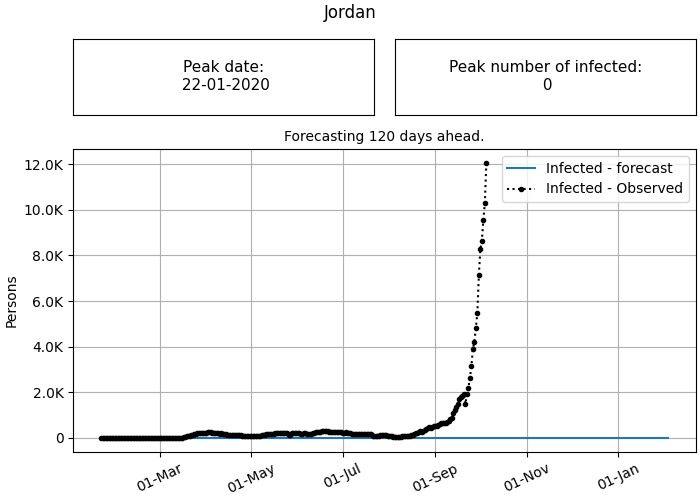 Jordan
Peak date:
22-01-2020
Peak number of infected:
0
Forecasting 120 days ahead.
12.0K
10.0K
8.0K
6.0K
4.0K
2.0K
0
Persons
Infected - forecast
Infected - Observed
01-Mar
01-May
01-Jul
01-Sep
01-Nov
01-Jan